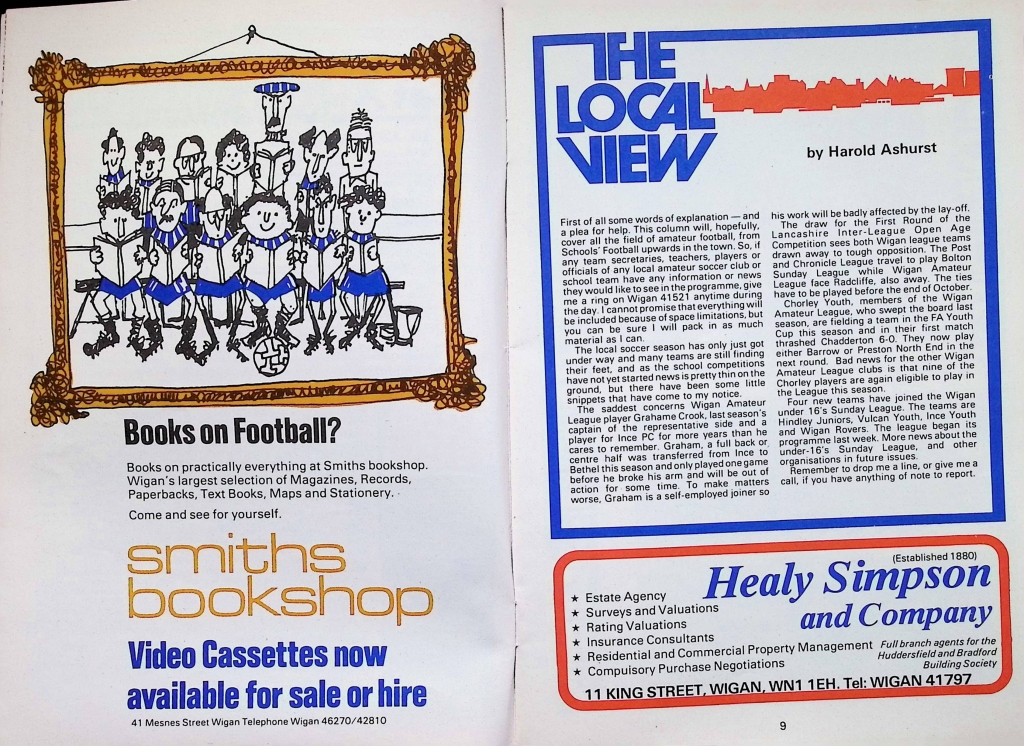 Books on Football?
Books on practically everything at Smiths bookshop.
Wigan's largest selection of Magazines, Records,
Paperbacks, Text Books, Maps and Stationery.
Come and see for yourself.
smiths
bookshop
Video Cassettes now
available for sale or hire
41 Mesnes Street Wigan Telephone Wigan 46270/42810
THE
LOCAL
VIEW
by Harold Ashurst
First of all some words of explanation — and
a plea for help. This column will, hopefully,
cover all the field of amateur football, from
Schools' Football upwards in the town. So, if
any team secretaries, teachers, players or
officials of any local amateur soccer club or
school team have any information or news
they would like to see in the programme, give
me a ring on Wigan 41521 anytime during
the day. I cannot promise that everything will
be included because of space limitations, but
you can be sure I will pack in as much
material as I can.
The local soccer season has only just got
under way and many teams are still finding
their feet, and as the school competitions
have not yet started news is pretty thin on the
ground, but there have been some little
snippets that have come to my notice.
The saddest concerns Wigan Amateur
League player Grahame Crook, last season's
captain of the representative side and a
player for Ince PC for more years than he
cares to remember. Graham, a full back or
centre half was transferred from Ince to
Bethel this season and only played one game
before he broke his arm and will be out of
action for some time. To make matters
worse, Graham is a self-employed joiner so
his work will be badly affected by the lay-off.
The draw for the First Round of the
Lancashire Inter-League Open Age
Competition sees both Wigan league teams
drawn away to tough opposition. The Post
and Chronicle League travel to play Bolton
Sunday League while Wigan Amateur
League face Radcliffe, also away. The ties
have to be played before the end of October.
Chorley Youth, members of the Wigan
Amateur League, who swept the board last
season, are fielding a team in the FA Youth
Cup this season and in their first match
thrashed Chadderton 6-0. They now play
either Barrow or Preston North End in the
next round. Bad news for the other Wigan
Amateur League clubs is that nine of the
Chorley players are again eligible to play in
the League this season.
Four new teams have joined the Wigan
under 16's Sunday League. The teams are
Hindley Juniors, Vulcan Youth, Ince Youth
and Wigan Rovers. The league began its
programme last week. More news about the
under-16's Sunday League, and other
organisations in future issues.
Remember to drop me a line, or give me a
call, if you have anything of note to report.
(Established 1880)
Healy Simpson
and Company
★ Estate Agency
★ Surveys and Valuations
★ Rating Valuations
★ Insurance Consultants
★ Residential and Commercial Property Management
★ Compulsory Purchase Negotiations
Full branch agents for the
Huddersfield and Bradford
Building Society
11 KING STREET, WIGAN, WN1 1EH. Tel: WIGAN 41797
9